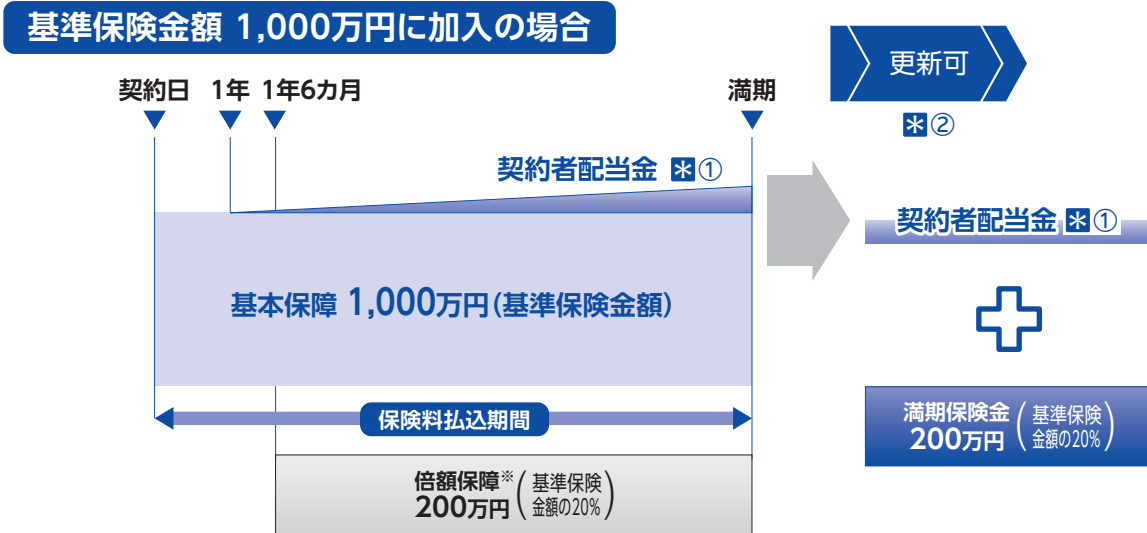 基準保険金額 1,000万円に加入の場合
更新可
*②
契約日 1年 1年6カ月 満期
契約者配当金 *①
基本保障 1,000万円(基準保険金額)
保険料払込期間
倍額保障※
200万円(基準保険
金額の20%)
契約者配当金 *①
満期保険金
200万円(基準保険
金額の20%)